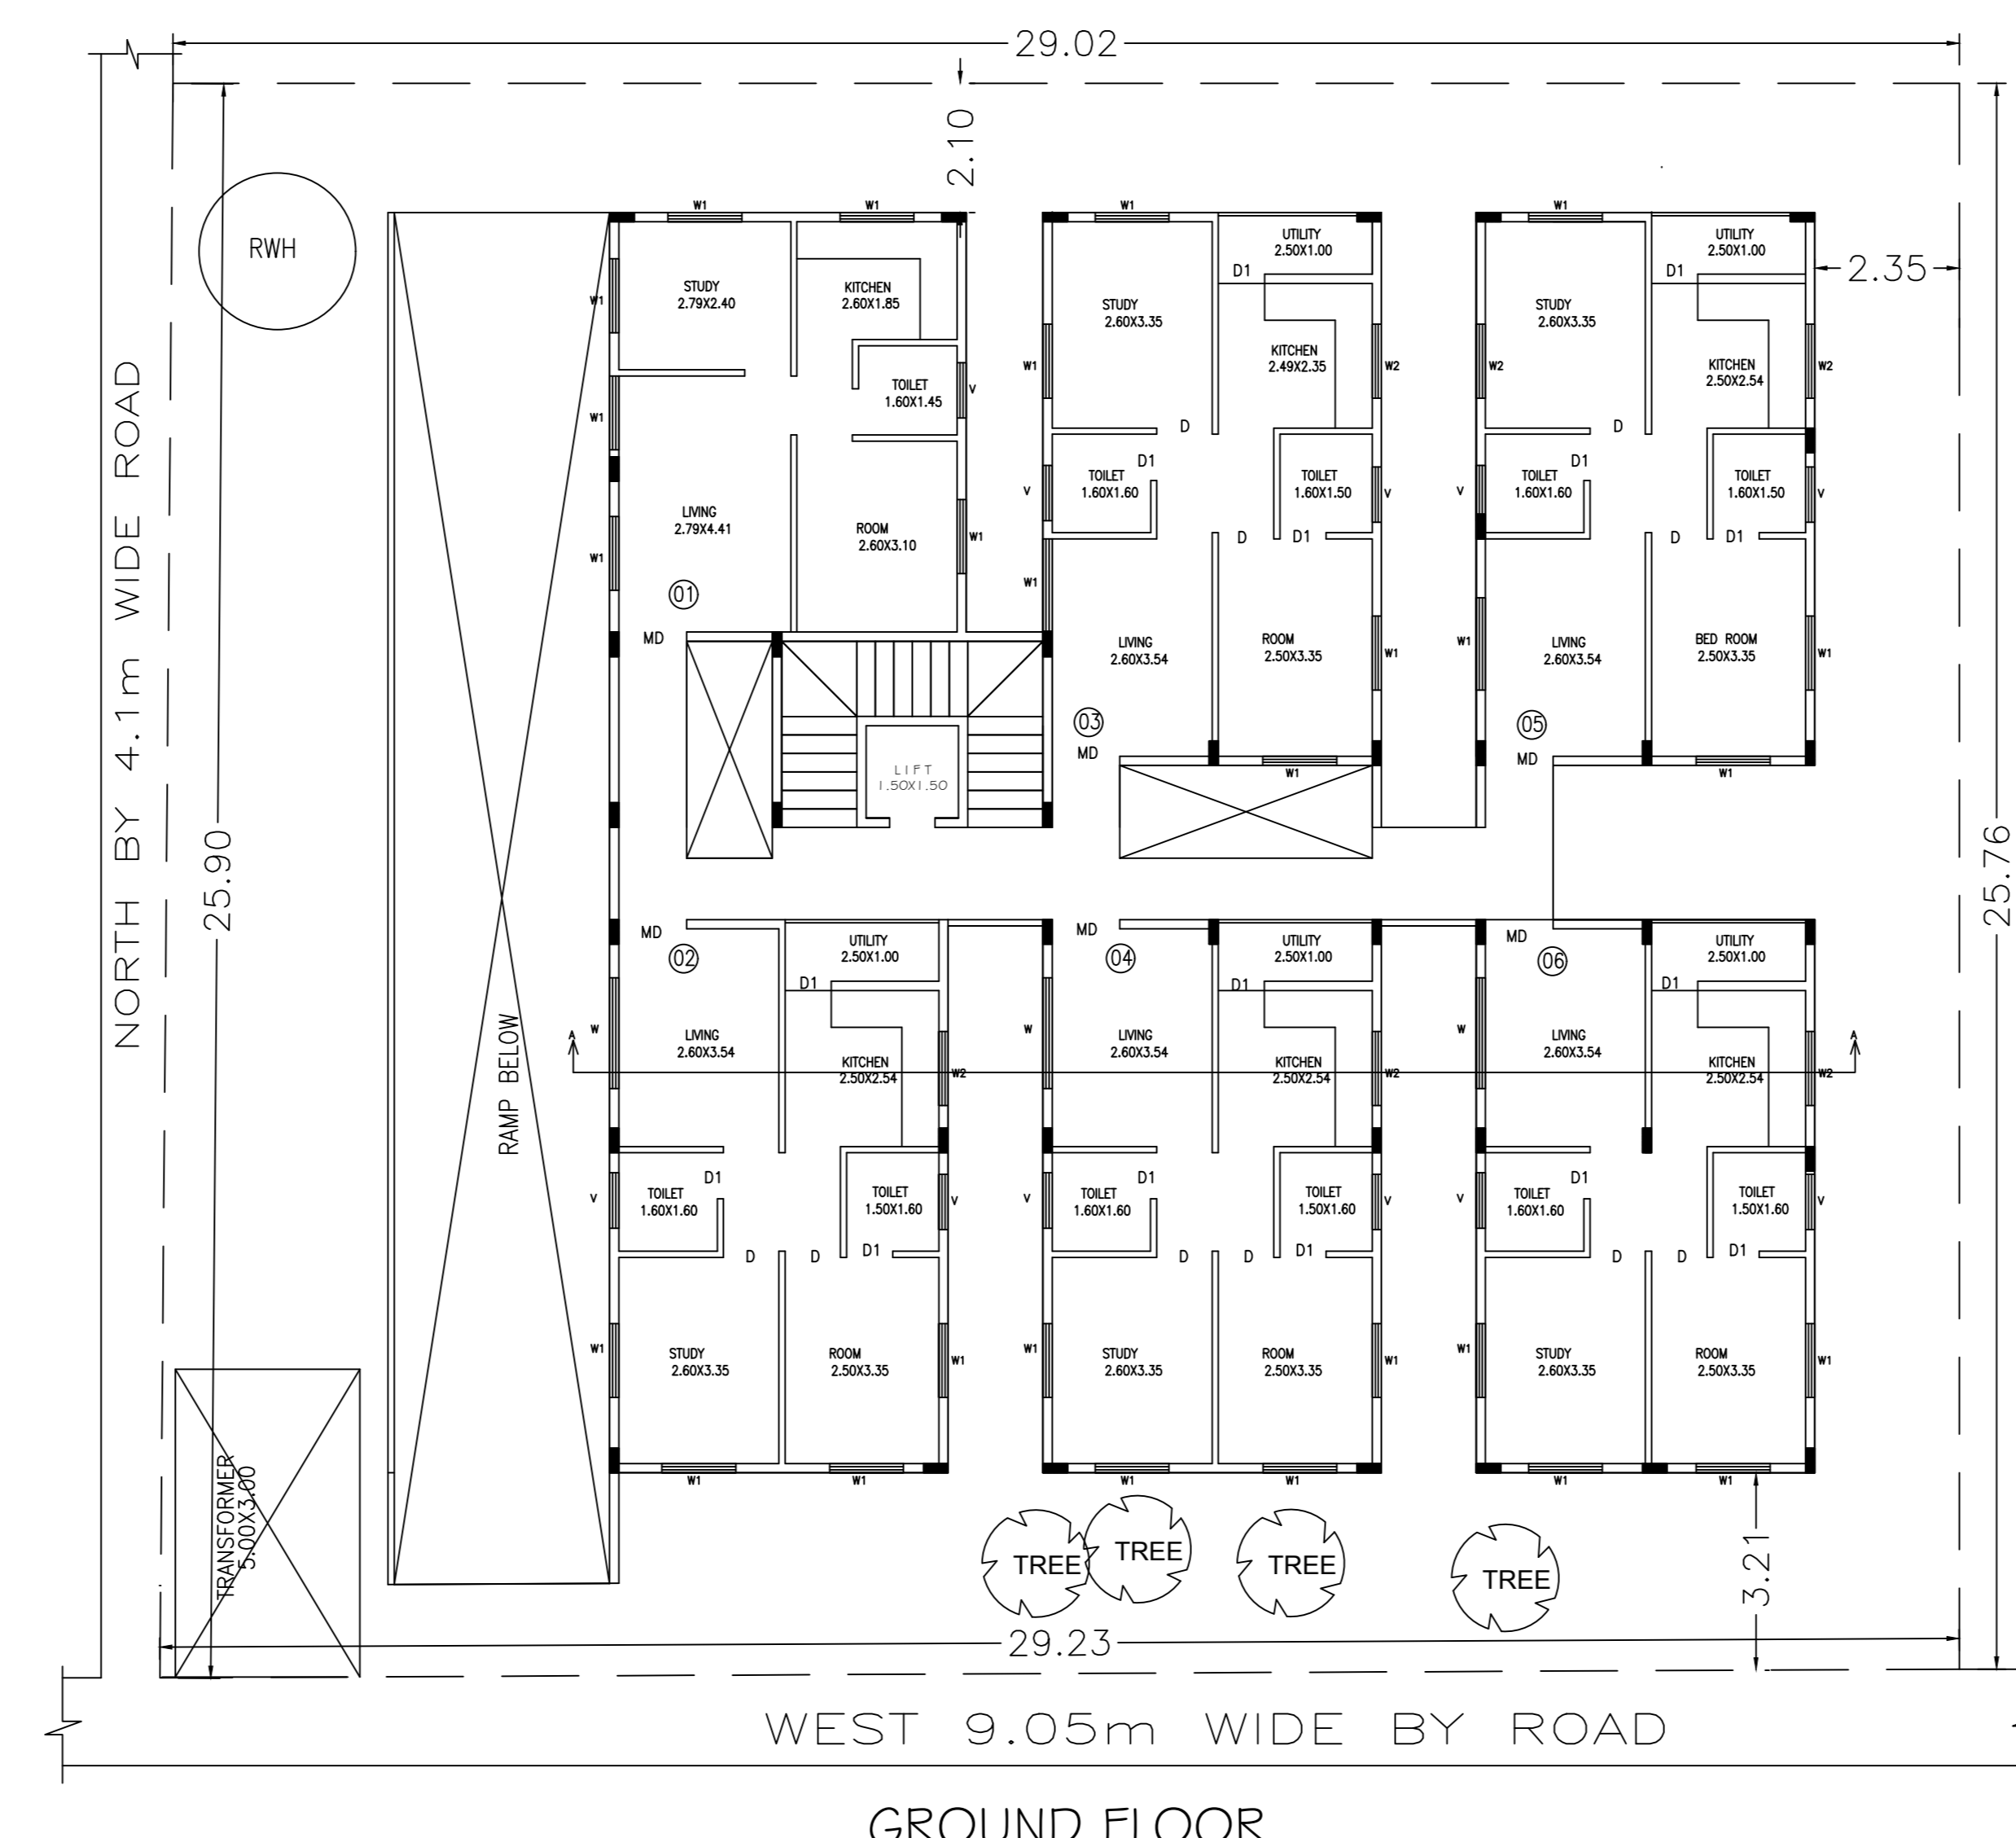 29.02
2.10
RWH
W1
W1
W1
W1
STUDY
2.79X2.40
KITCHEN
2.60X1.85
W1
STUDY
2.60X3.35
UTILITY
2.50X1.00
D1
KITCHEN
2.49X2.35
STUDY
2.60X3.35
UTILITY
2.50X1.00
D1
KITCHEN
2.50X2.54
2.35
W1
W2
W2
W2
TOILET
1.60X1.45
V
W1
D
D
D1
D1
TOILET
1.60X1.60
TOILET
1.60X1.50
TOILET
1.60X1.60
TOILET
1.60X1.50
V
V
V
V
LIVING
2.79X4.41
ROOM
2.60X3.10
W1
W1
D
D1
D
D1
W1
01
MD
LIVING
2.60X3.54
ROOM
2.50X3.35
W1
W1
LIVING
2.60X3.54
BED ROOM
2.50X3.35
W1
03
MD
05
MD
W1
W1
LIFT
1.50X1.50
NORTH BY 4.1m WIDE ROAD
25.90
25.76
MD
02
UTILITY
2.50X1.00
D1
MD
04
UTILITY
2.50X1.00
D1
MD
06
UTILITY
2.50X1.00
D1
RAMP BELOW
A
W
LIVING
2.60X3.54
KITCHEN
2.50X2.54
W2
W
LIVING
2.60X3.54
KITCHEN
2.50X2.54
W2
W
LIVING
2.60X3.54
KITCHEN
2.50X2.54
W2
A
D1
D1
D1
V
TOILET
1.60X1.60
TOILET
1.50X1.60
V
V
TOILET
1.60X1.60
TOILET
1.50X1.60
V
V
TOILET
1.60X1.60
TOILET
1.50X1.60
V
D
D
D1
D
D
D1
D
D
D1
W1
STUDY
2.60X3.35
ROOM
2.50X3.35
W1
W1
STUDY
2.60X3.35
ROOM
2.50X3.35
W1
W1
STUDY
2.60X3.35
ROOM
2.50X3.35
W1
W1
W1
W1
W1
W1
W1
TRANSFORMER
5.00X3.00
TREE
TREE
TREE
TREE
3.21
29.23
WEST 9.05m WIDE BY ROAD
GROUND FLOOR